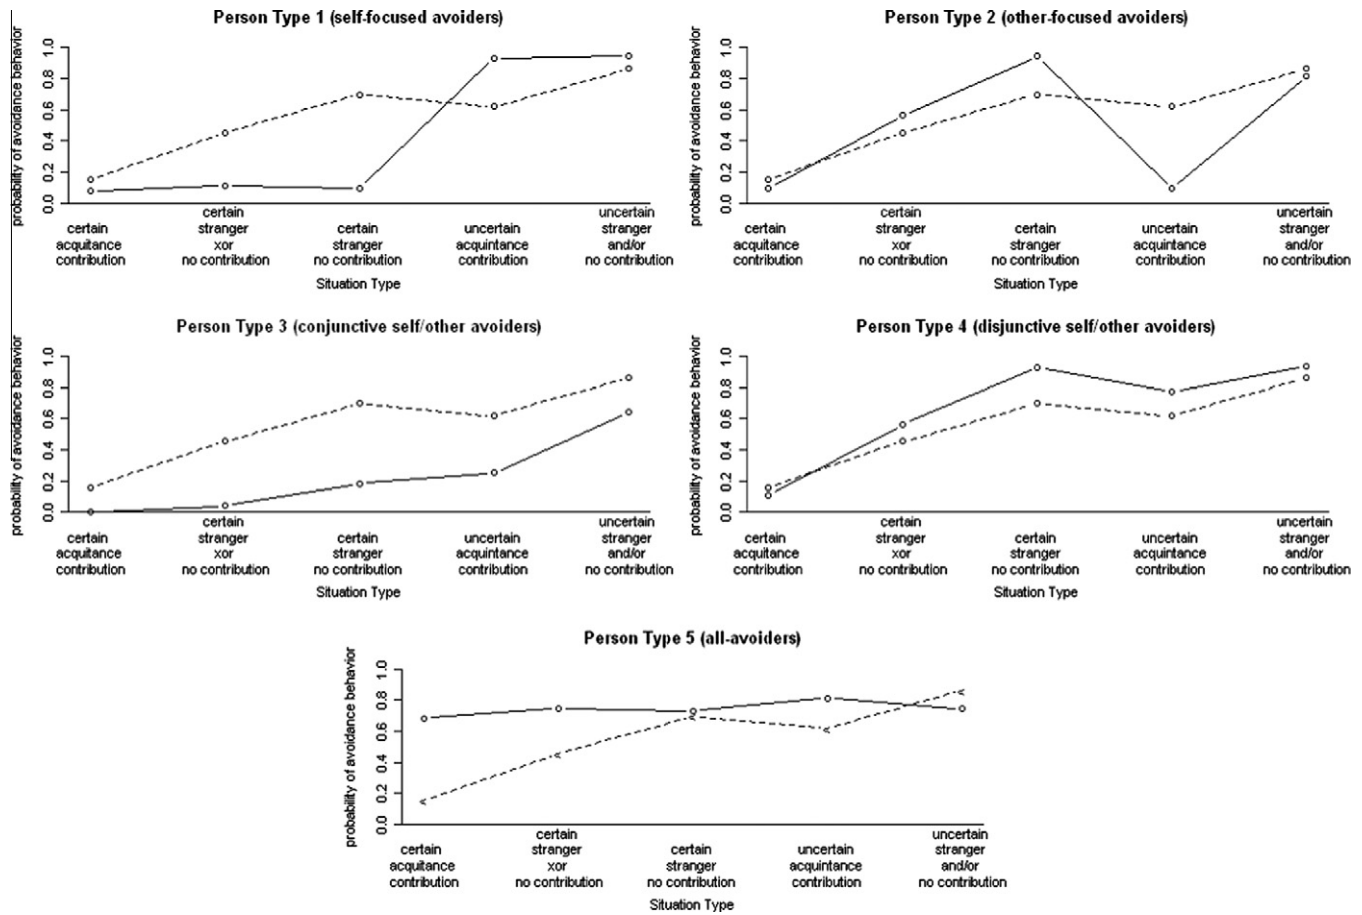 Person Type 1 (self-focused avoiders)
probability of avoidance behavior
0.0 0.2 0.4 0.6 0.8 1.0
certain
acquitance
contribution
certain
stranger
xor
no contribution
certain
stranger
no contribution
uncertain
acquintance
contribution
uncertain
stranger
and/or
no contribution
Situation Type
Person Type 2 (other-focused avoiders)
probability of avoidance behavior
0.0 0.2 0.4 0.6 0.8 1.0
certain
acquitance
contribution
certain
stranger
xor
no contribution
certain
stranger
no contribution
uncertain
acquintance
contribution
uncertain
stranger
and/or
no contribution
Situation Type
Person Type 3 (conjunctive self/other avoiders)
probability of avoidance behavior
0.0 0.2 0.4 0.6 0.8 1.0
certain
acquitance
contribution
certain
stranger
xor
no contribution
certain
stranger
no contribution
uncertain
acquintance
contribution
uncertain
stranger
and/or
no contribution
Situation Type
Person Type 4 (disjunctive self/other avoiders)
probability of avoidance behavior
0.0 0.2 0.4 0.6 0.8 1.0
certain
acquitance
contribution
certain
stranger
xor
no contribution
certain
stranger
no contribution
uncertain
acquintance
contribution
uncertain
stranger
and/or
no contribution
Situation Type
Person Type 5 (all-avoiders)
probability of avoidance behavior
0.0 0.2 0.4 0.6 0.8 1.0
certain
acquitance
contribution
certain
stranger
xor
no contribution
certain
stranger
no contribution
uncertain
acquintance
contribution
uncertain
stranger
and/or
no contribution
Situation Type